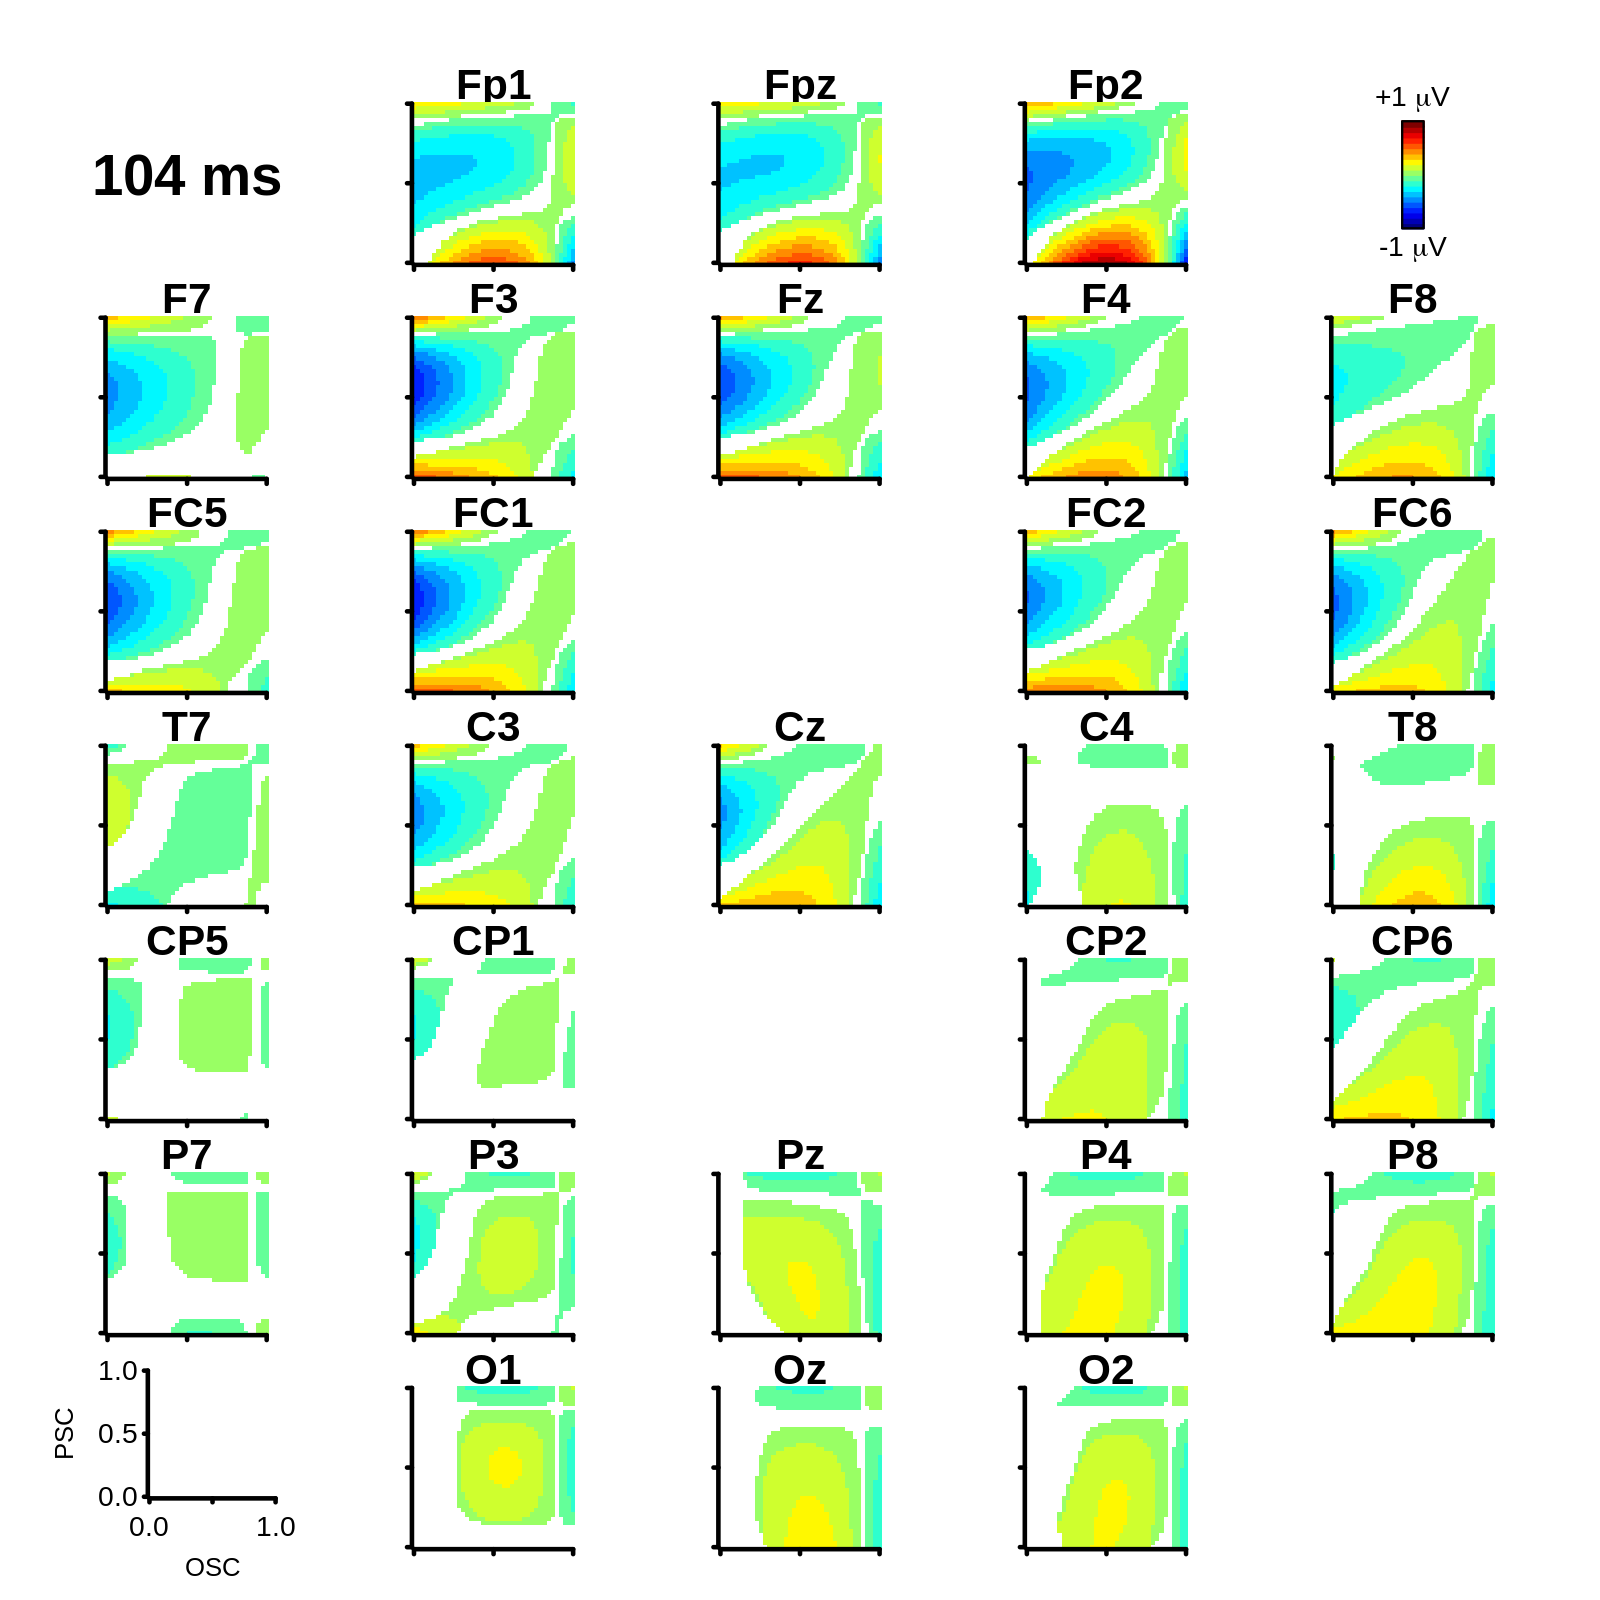 Fp1 Fpz Fp2
+1 µV
104 ms
-1 µV
F7 F3 Fz F4 F8
FC5 FC1 FC2 FC6
T7 C3 Cz C4 T8
CP5 CP1 CP2 CP6
P7 P3 Pz P4 P8
O1 Oz O2
1.0
PSC
0.5
0.0
0.0 1.0
OSC